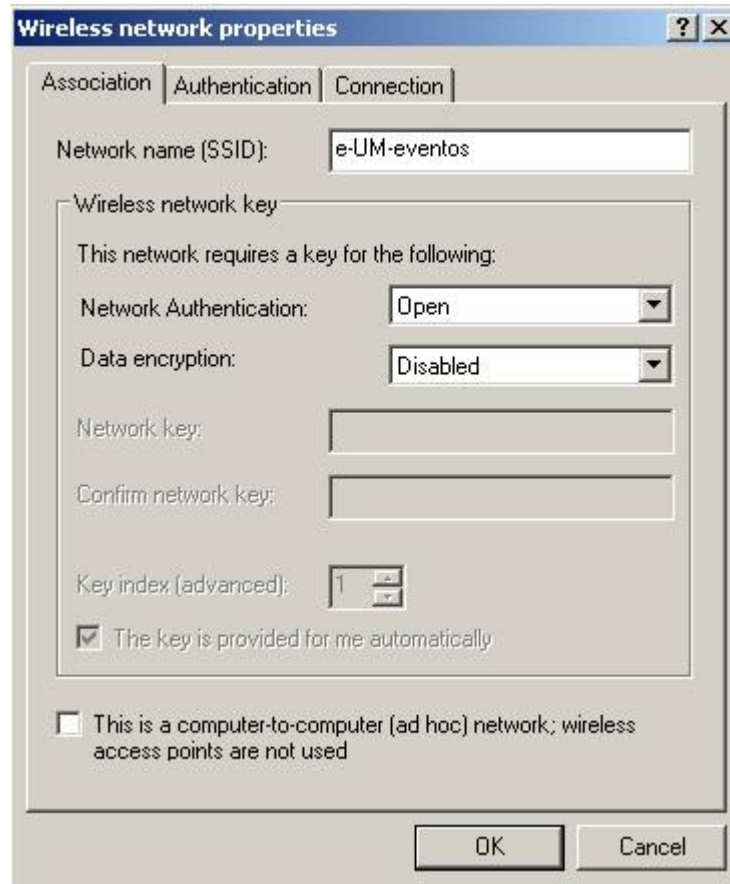 Wireless network properties
Association Authentication Connection
Network name (SSID): e-UM-eventos
Wireless network key
This network requires a key for the following:
Network Authentication: Open
Data encryption: Disabled
Network key:
Confirm network key:
Key index (advanced): 1
The key is provided for me automatically
This is a computer-to-computer (ad hoc) network; wireless
access points are not used
OK Cancel